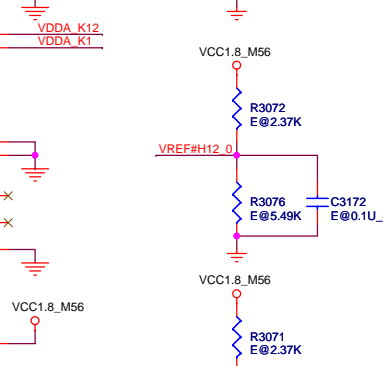 VDDA_K12
VDDA_K1
VCC1.8_M56
R3072
E@2.37K
VREF#H12_0
R3076
E@5.49K
C3172
E@0.1U_
VCC1.8_M56
VCC1.8_M56
R3071
E@2.37K